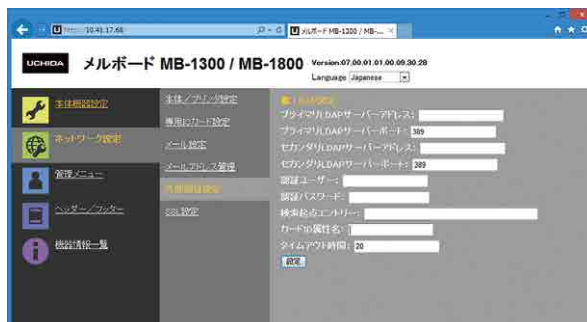 10.41.17.66
メルボード MB-1300 / MB-...
UCHIDA メルボード MB-1300 / MB-1800 Version:07.00.01.01.00.09.30.28
Language Japanese
本体機器設定
ネットワーク設定
管理メニュー
ヘッダー／フッター
機器情報一覧
本体／プリンタ設定
専用IDカード設定
メール設定
メールアドレス管理
外部認証設定
SSL設定
プライマリLDAPサーバーアドレス:
プライマリLDAPサーバーポート: 389
セカンダリLDAPサーバーアドレス:
セカンダリLDAPサーバーポート: 389
認証ユーザー:
認証パスワード:
検索起点エントリー:
カードID属性名:
タイムアウト時間: 20
設定